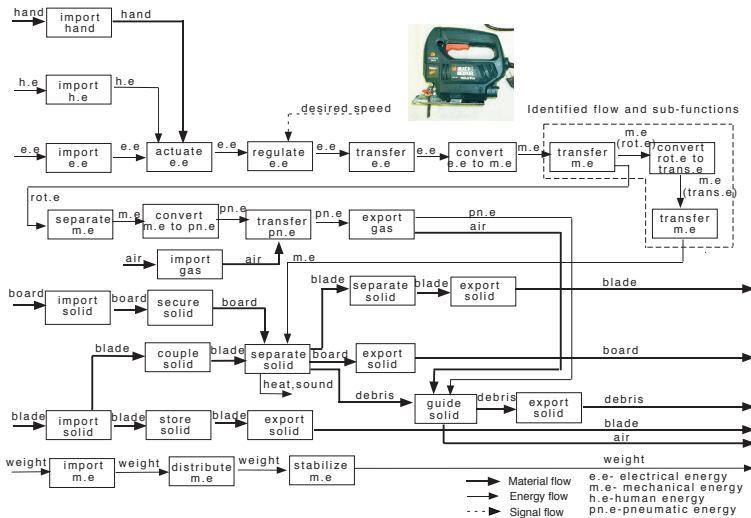 hand
import
hand
hand
h.e
import
h.e
h.e
desired speed
Identified flow and sub-functions
e.e
import
e.e
e.e
actuate
e.e
e.e
regulate
e.e
e.e
transfer
e.e
e.e
convert
e.e to m.e
m.e
transfer
m.e
m.e
(rot.e)
convert
rot.e to
trans.e
m.e
(trans.e)
transfer
m.e
rot.e
separate
m.e
m.e
convert
m.e to pn.e
pn.e
transfer
pn.e
pn.e
export
gas
pn.e
air
air
import
gas
air
m.e
board
import
solid
board
secure
solid
board
blade
separate
solid
blade
export
solid
blade
blade
couple
solid
blade
separate
solid
board
export
solid
board
heat,sound
debris
guide
solid
debris
export
solid
debris
blade
import
solid
blade
store
solid
blade
export
solid
blade
air
weight
import
m.e
weight
distribute
m.e
weight
stabilize
m.e
weight
Material flow
Energy flow
Signal flow
e.e- electrical energy
m.e- mechanical energy
h.e-human energy
pn.e-pneumatic energy